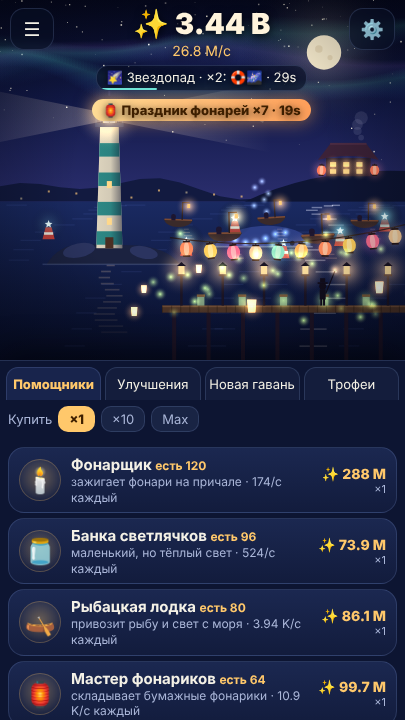 ✨ 3.44 B
26.8 M/с
🌠 Звездопад · ×2: 🛟🌌 · 29s
🏮 Праздник фонарей ×7 · 19s
Помощники
Улучшения
Новая гавань
Трофеи
Купить
×1
×10
Max
Фонарщик есть 120
зажигает фонари на причале · 174/с
каждый
✨ 288 M
×1
Банка светлячков есть 96
маленький, но тёплый свет · 524/с
каждый
✨ 73.9 M
×1
Рыбацкая лодка есть 80
привозит рыбу и свет с моря · 3.94 K/с
каждый
✨ 86.1 M
×1
Мастер фонариков есть 64
складывает бумажные фонарики · 10.9
K/с каждый
✨ 99.7 M
×1